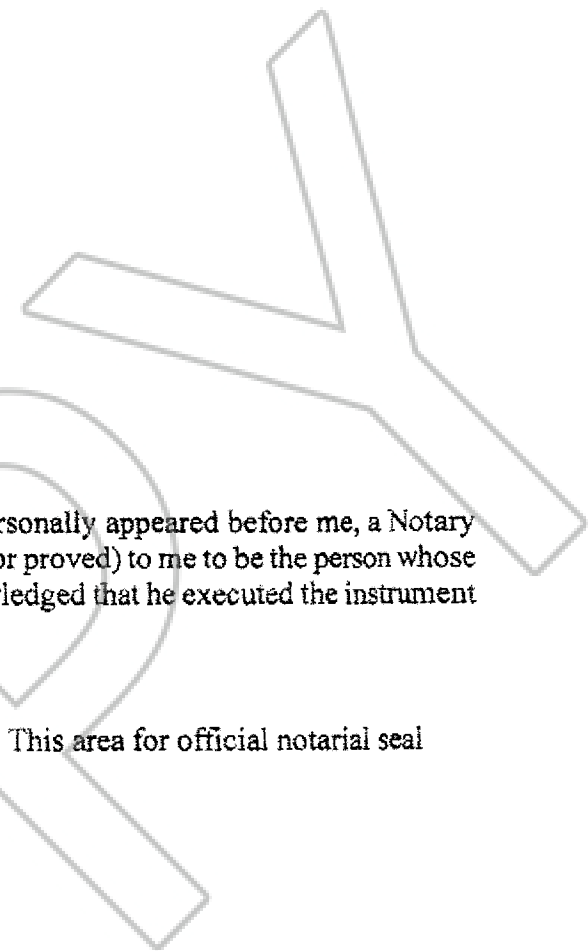 rsonally appeared before me, a Notary
or proved) to me to be the person whose
ledged that he executed the instrument
This area for official notarial seal